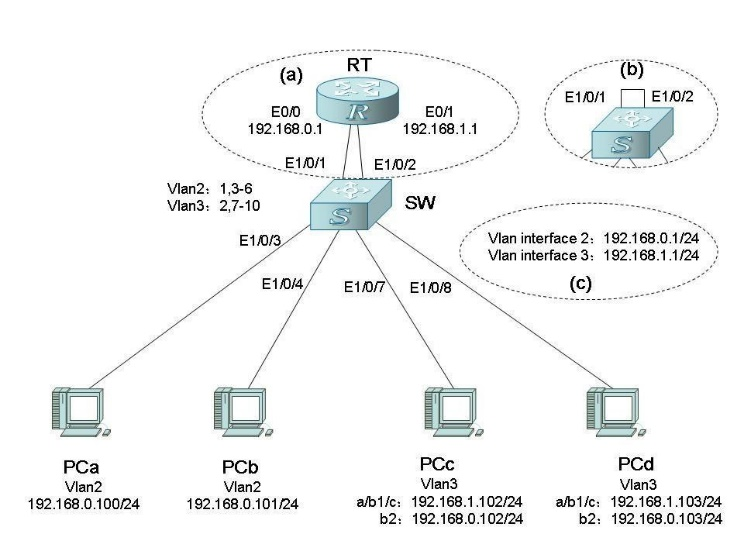 RT
(a)
R
E0/0
192.168.0.1
E0/1
192.168.1.1
E1/0/1
E1/0/2
(b)
E1/0/1
E1/0/2
S
Vlan2：1,3-6
Vlan3：2,7-10
S
SW
Vlan interface 2：192.168.0.1/24
Vlan interface 3：192.168.1.1/24
(c)
E1/0/3
E1/0/4
E1/0/7
E1/0/8
PCa
Vlan2
192.168.0.100/24
PCb
Vlan2
192.168.0.101/24
PCc
Vlan3
a/b1/c：192.168.1.102/24
b2：192.168.0.102/24
PCd
Vlan3
a/b1/c：192.168.1.103/24
b2：192.168.0.103/24